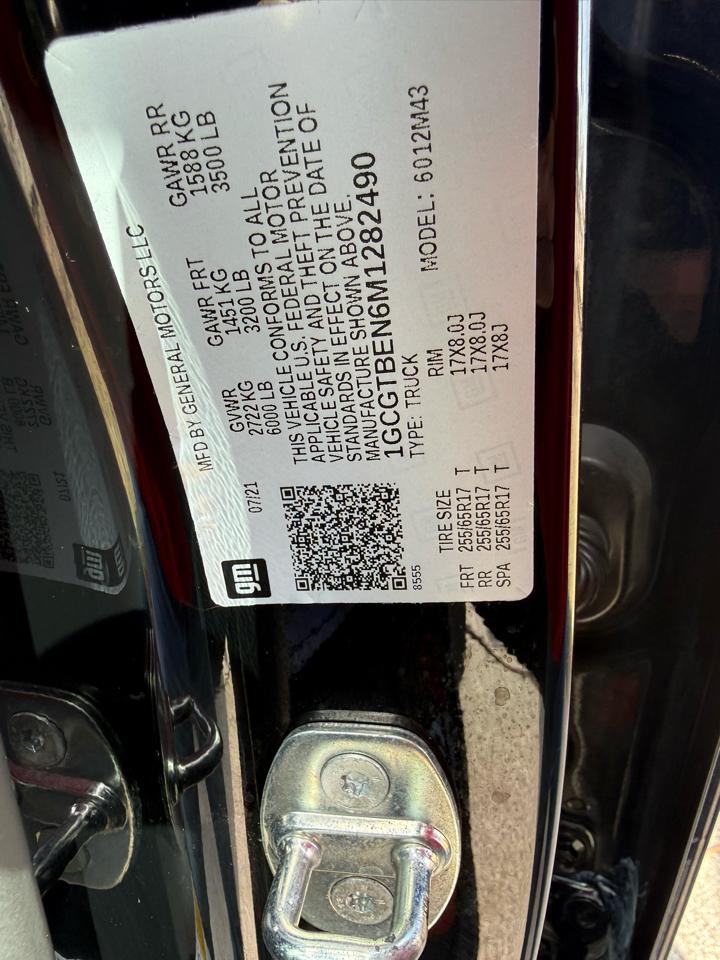 gm
MFD BY GENERAL MOTORS LLC
07/21
GVWR GAWR FRT GAWR RR
2722 KG 1451 KG 1588 KG
6000 LB 3200 LB 3500 LB
THIS VEHICLE CONFORMS TO ALL
APPLICABLE U.S. FEDERAL MOTOR
VEHICLE SAFETY AND THEFT PREVENTION
STANDARDS IN EFFECT ON THE DATE OF
MANUFACTURE SHOWN ABOVE.
1GCGTBEN6M1282490
8555
TYPE: TRUCK MODEL: 6012M43
TIRE SIZE RIM
FRT 255/65R17 T 17X8.0J
RR 255/65R17 T 17X8.0J
SPA 255/65R17 T 17X8J